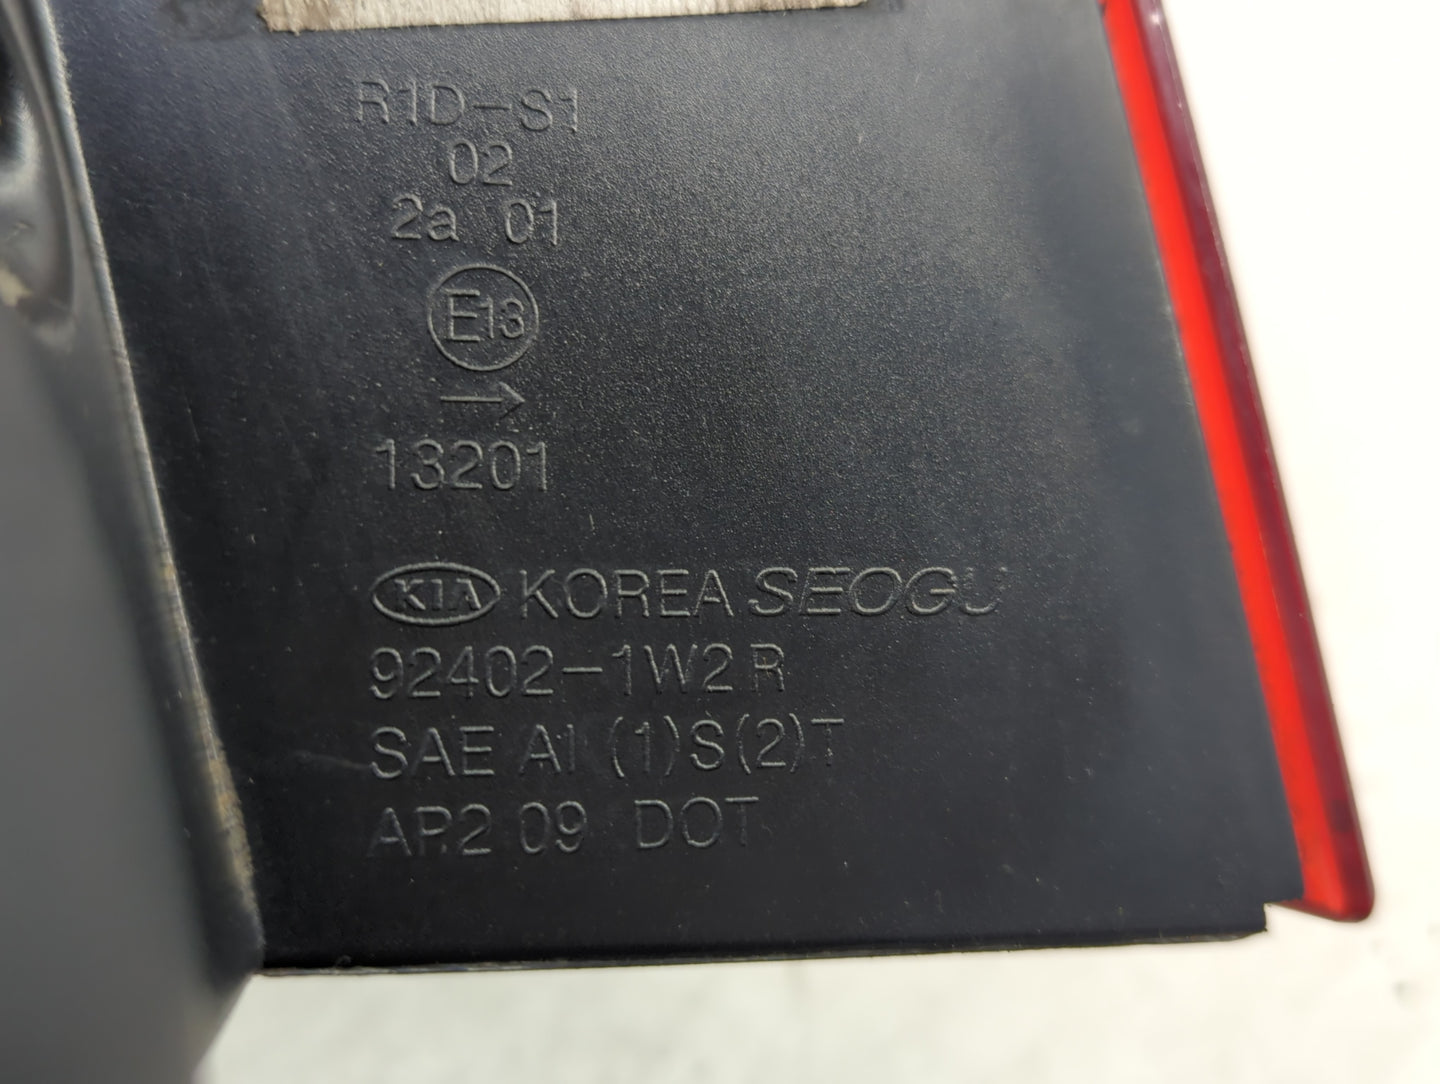 R1D-S1
02
2a 01
E13
→
13201
KIA KOREA SEOGU
92402-1W2 R
SAE AI (1)S(2)T
AP2 09 DOT